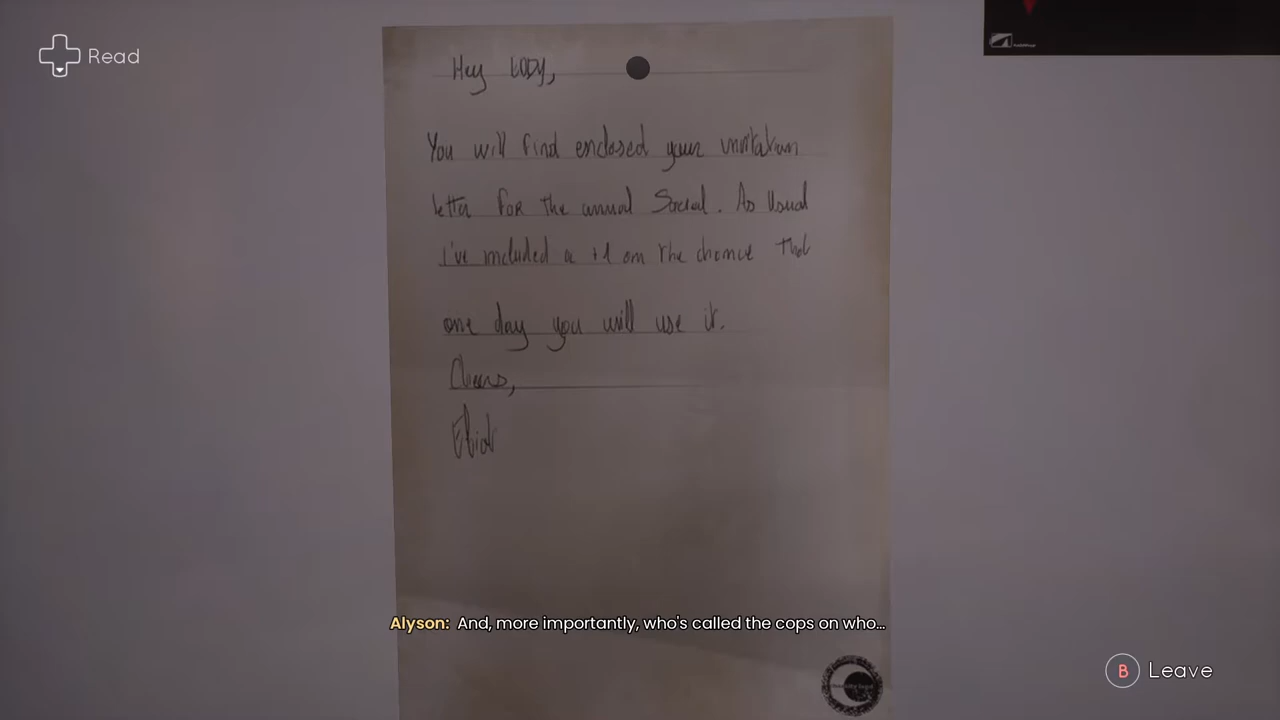 Read
Hey CODY,
You will find enclosed your invitation
letter for the annual Social. As Usual
i've included a +1 on the chance that
one day you will use it.
Cheers,
Eliot
Alyson: And, more importantly, who's called the cops on who...
B Leave